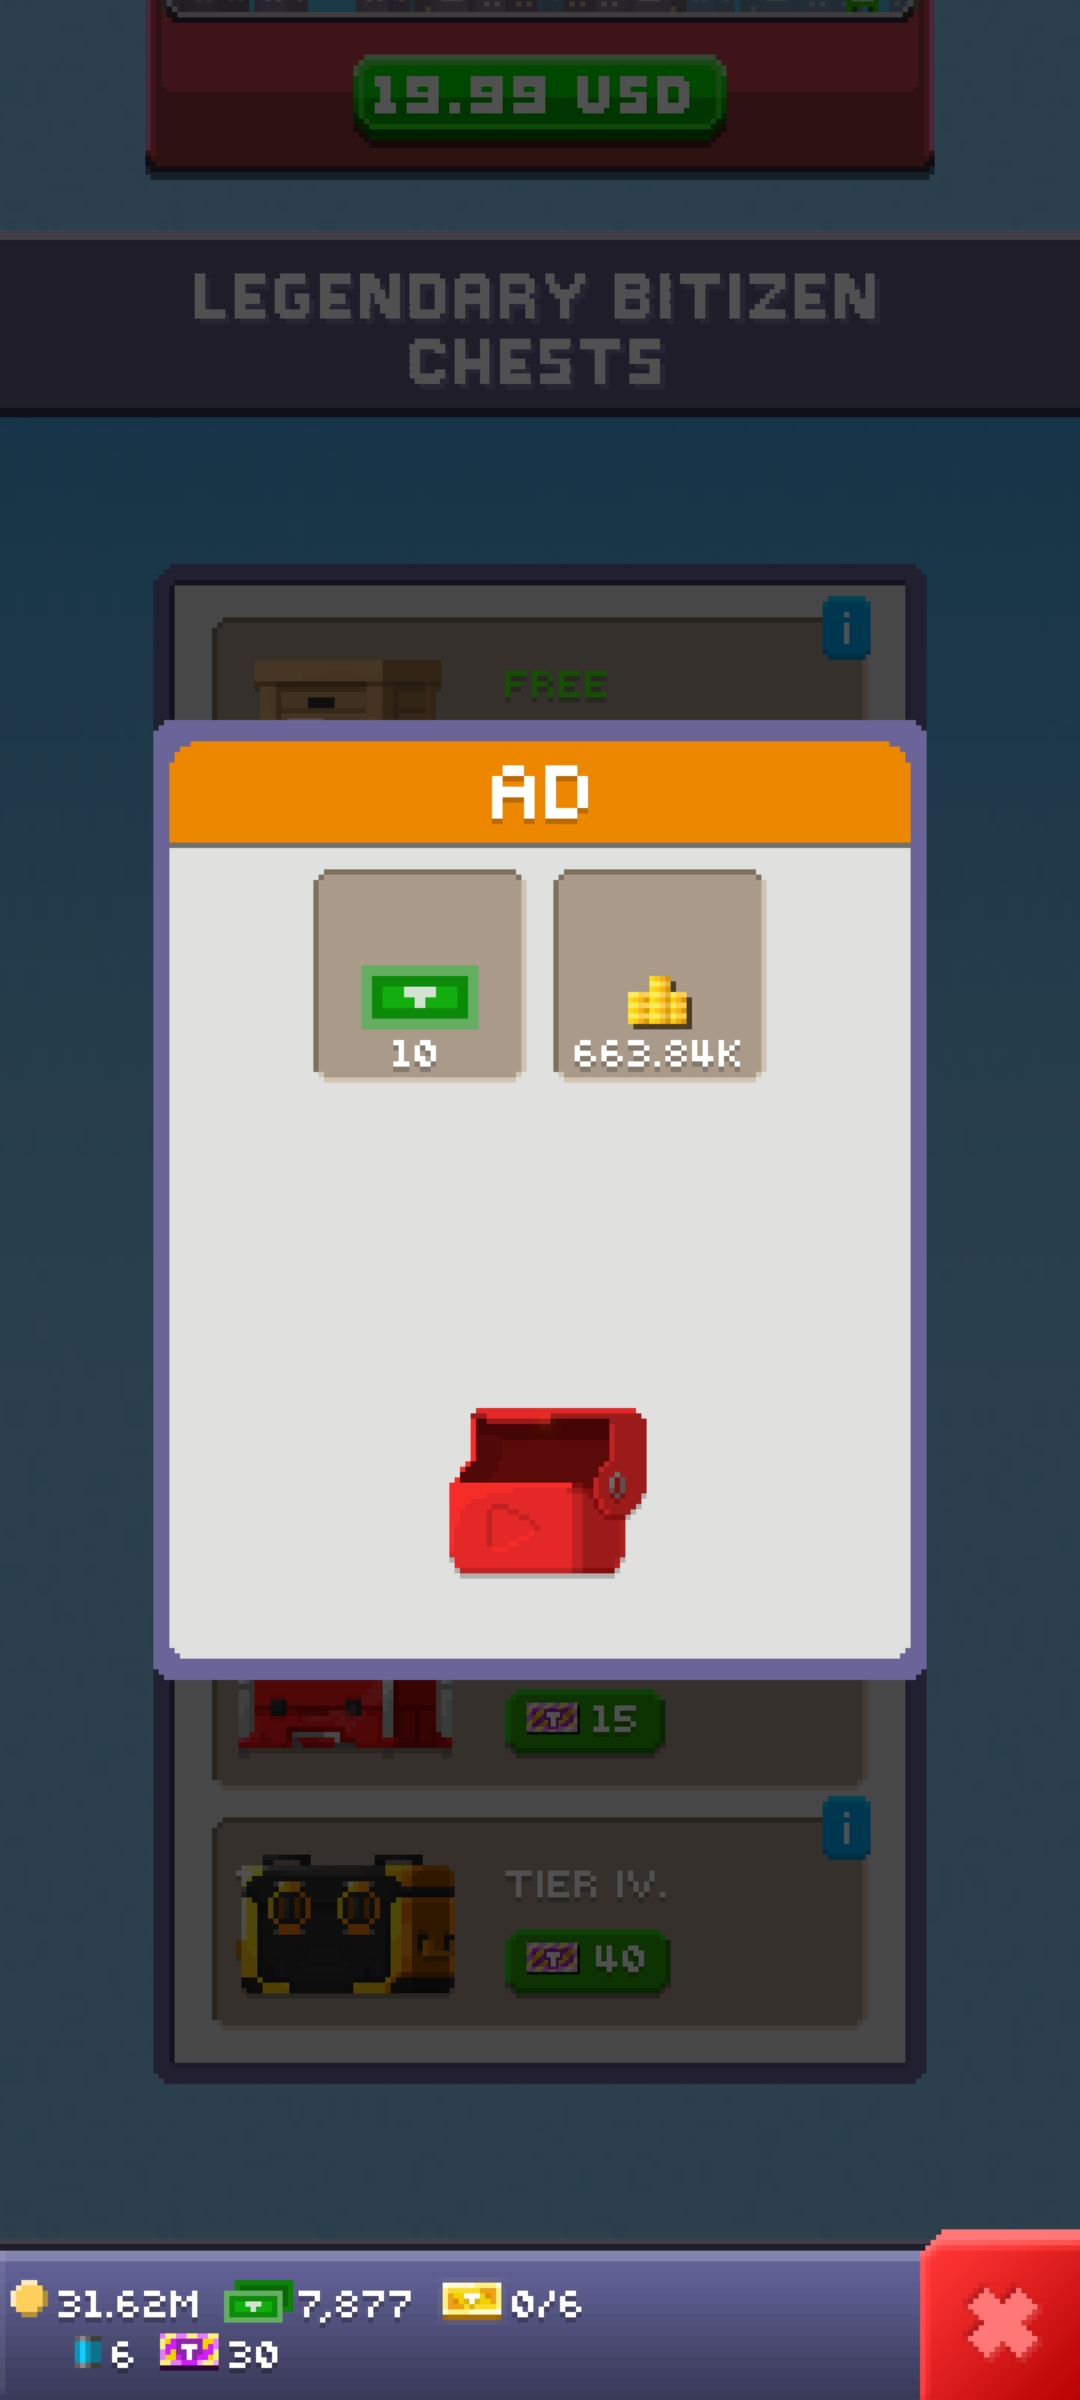 19.99 USD
LEGENDARY BITIZEN
CHESTS
i
FREE
AD
10
663.84K
15
i
TIER IV.
40
31.62M 7,877 0/6
6 30